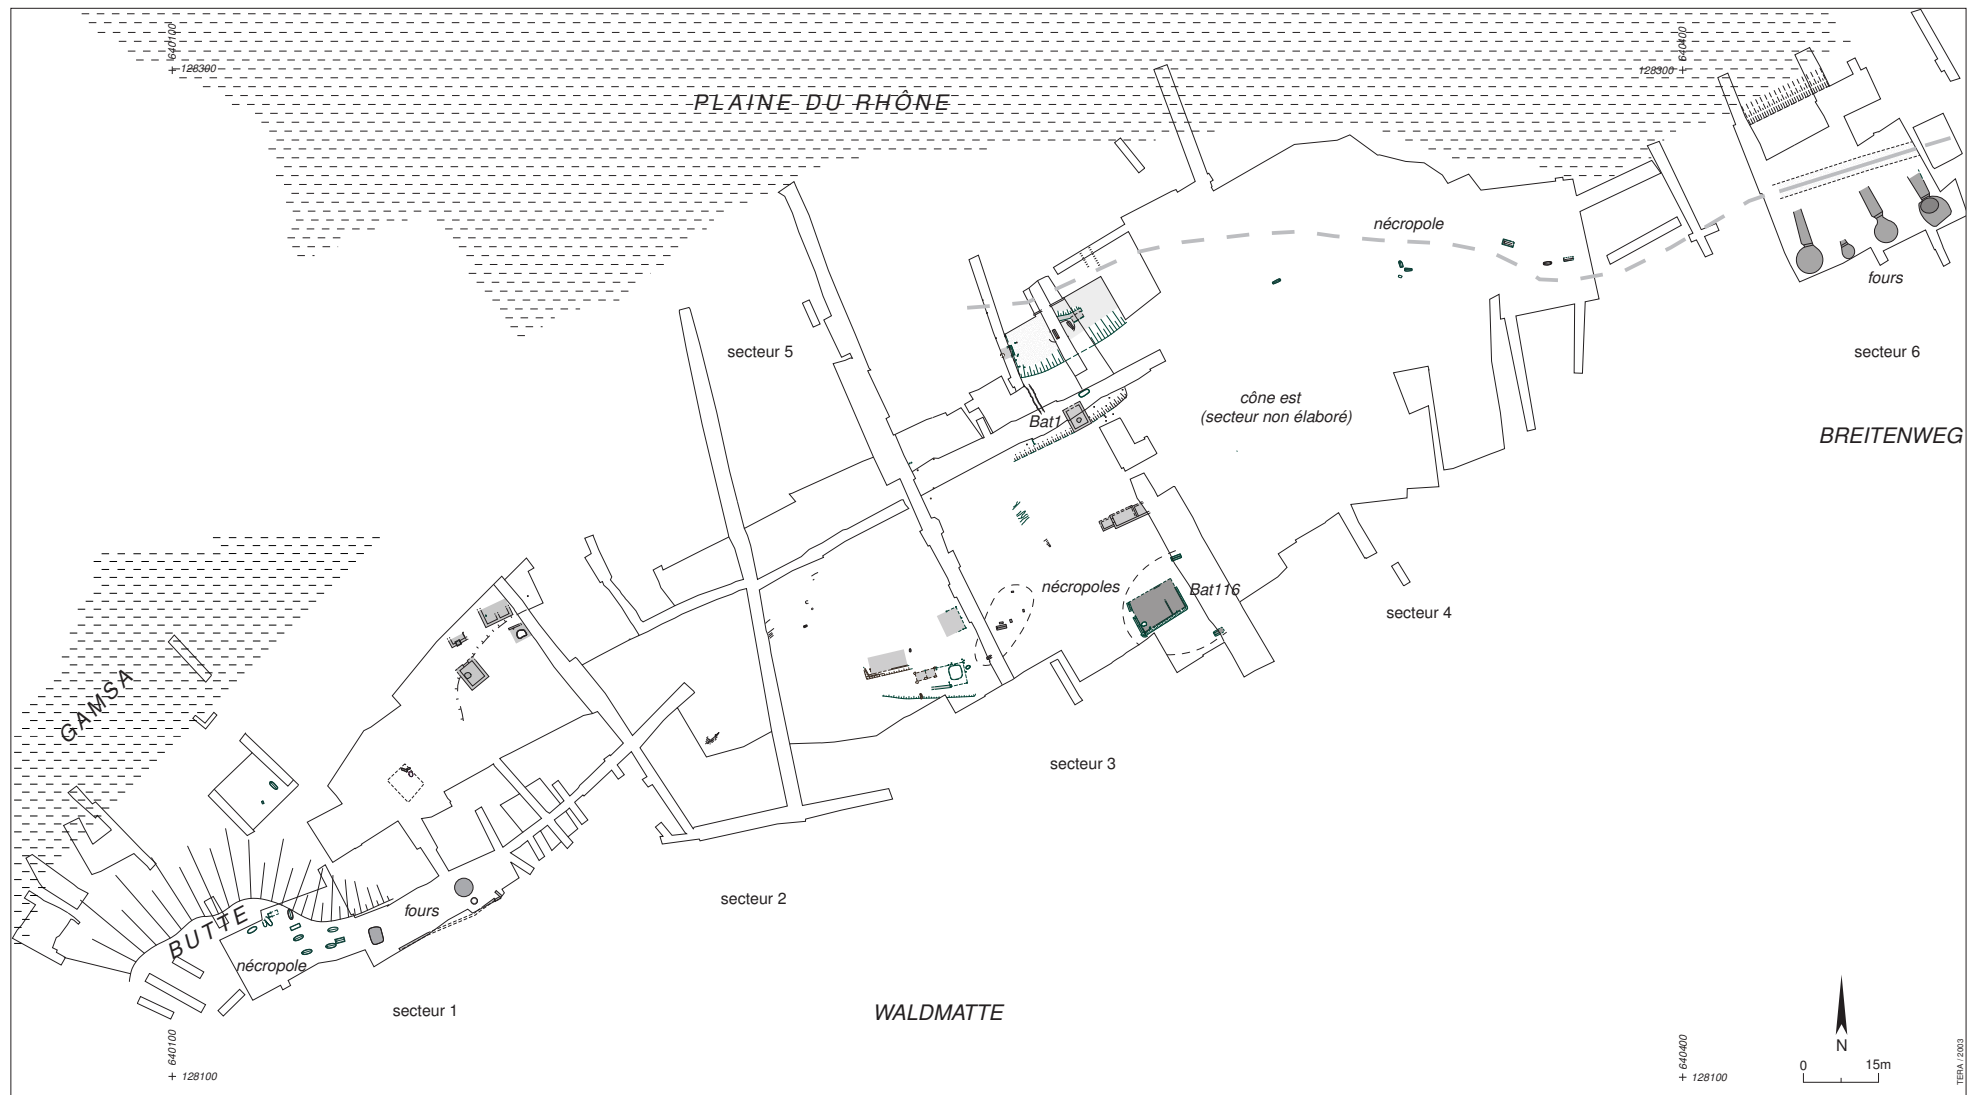 640100
+ 128300
640400
128300 +
PLAINE DU RHÔNE
nécropole
fours
secteur 5
secteur 6
cône est
(secteur non élaboré)
Bat1
BREITENWEG
nécropoles
Bat116
secteur 4
GAMSA
secteur 3
secteur 2
fours
BUTTE
nécropole
secteur 1
WALDMATTE
640100
+ 128100
640400
+ 128100
N
0 15m
TERA / 2003